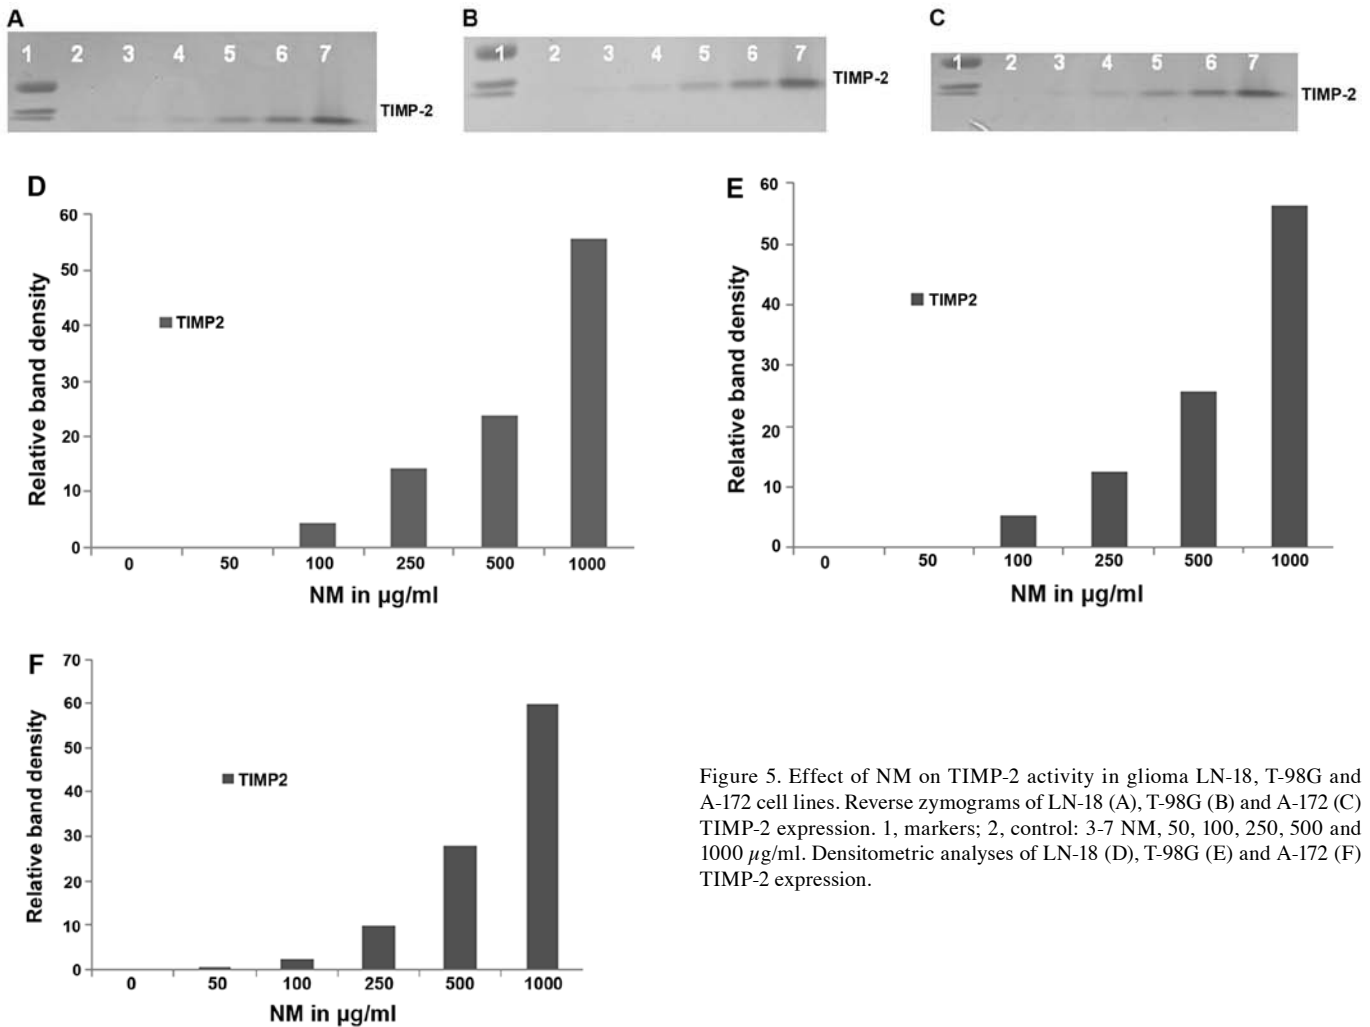 A
B
C
1 2 3 4 5 6 7
TIMP-2
1 2 3 4 5 6 7
TIMP-2
1 2 3 4 5 6 7
TIMP-2
D
60
50
40
30
20
10
0
Relative band density
TIMP2
0 50 100 250 500 1000
NM in µg/ml
E
60
50
40
30
20
10
0
Relative band density
TIMP2
0 50 100 250 500 1000
NM in µg/ml
F
70
60
50
40
30
20
10
0
Relative band density
TIMP2
0 50 100 250 500 1000
NM in µg/ml
Figure 5. Effect of NM on TIMP-2 activity in glioma LN-18, T-98G and
A-172 cell lines. Reverse zymograms of LN-18 (A), T-98G (B) and A-172 (C)
TIMP-2 expression. 1, markers; 2, control: 3-7 NM, 50, 100, 250, 500 and
1000 µg/ml. Densitometric analyses of LN-18 (D), T-98G (E) and A-172 (F)
TIMP-2 expression.